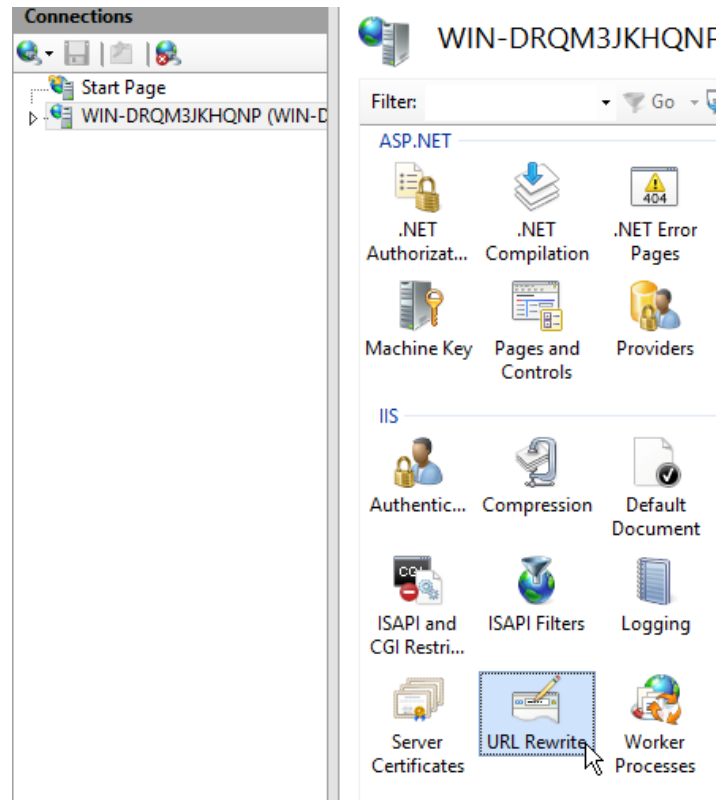 Connections
Start Page
WIN-DRQM3JKHQNP (WIN-D
WIN-DRQM3JKHQNP
Filter:
Go
ASP.NET
.NET
Authorizat...
.NET
Compilation
.NET Error
Pages
404
Machine Key
Pages and
Controls
Providers
IIS
Authentic...
Compression
Default
Document
CGI
ISAPI and
CGI Restri...
ISAPI Filters
Logging
Server
Certificates
URL Rewrite
Worker
Processes